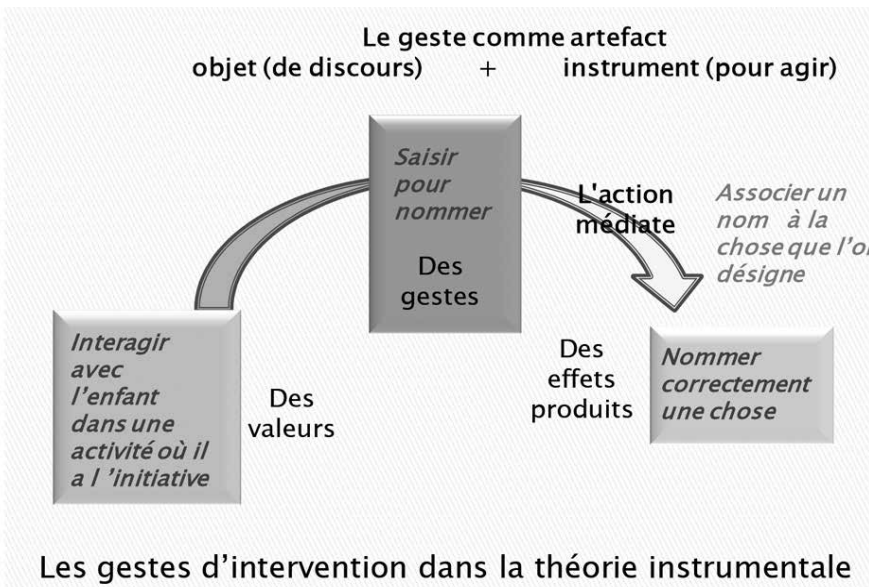 Le geste comme artefact
objet (de discours) + instrument (pour agir)
Saisir
pour
nommer
Des
gestes
L'action
médiate
Associer un
nom à la
chose que l'o
désigne
Interagir
avec
l'enfant
dans une
activité où il
a l 'initiative
Des
valeurs
Des
effets
produits
Nommer
correctement
une chose
Les gestes d'intervention dans la théorie instrumentale